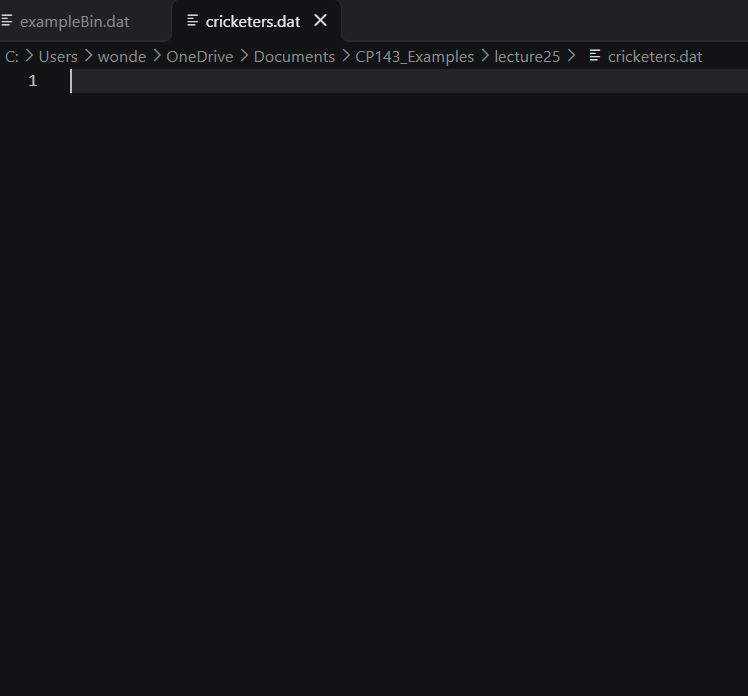 exampleBin.dat cricketers.dat
C: > Users > wonde > OneDrive > Documents > CP143_Examples > lecture25 > cricketers.dat
1